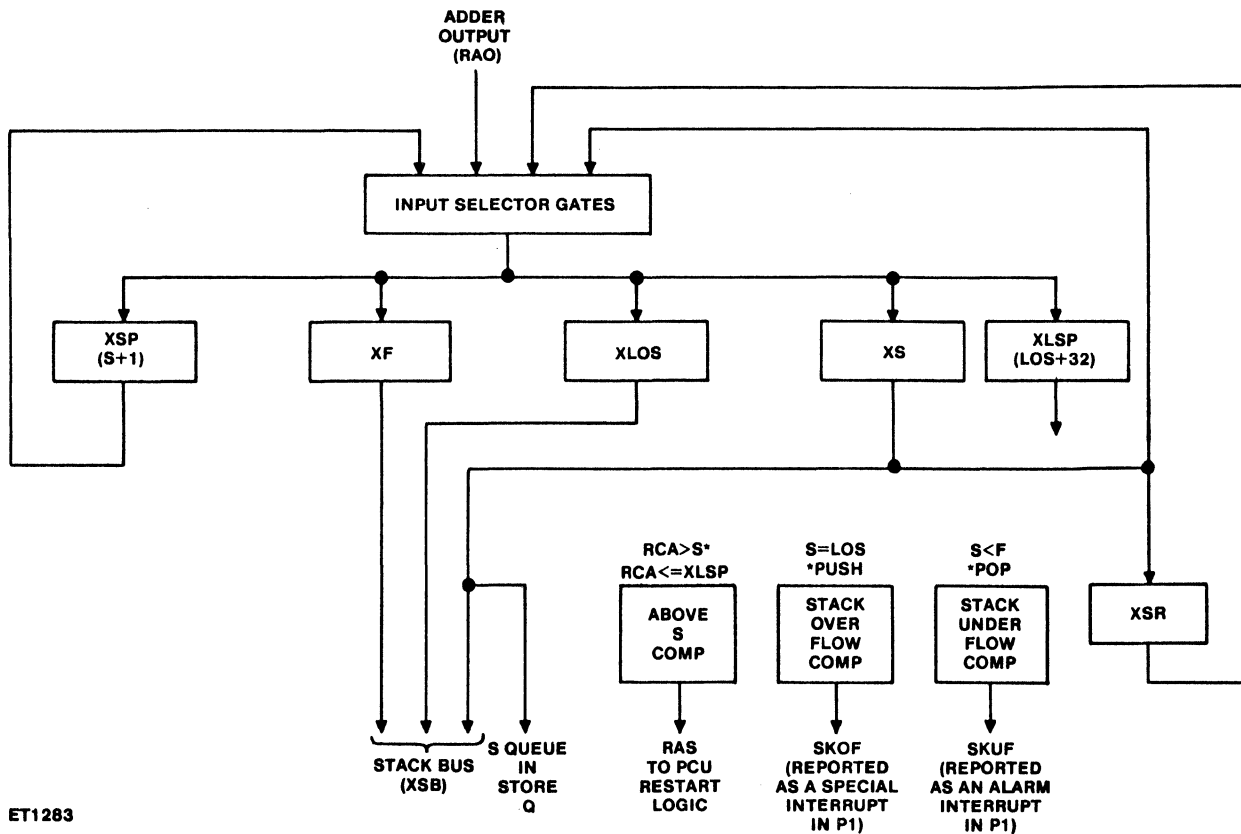 ADDER
OUTPUT
(RAO)
INPUT SELECTOR GATES
XSP
(S+1)
XF
XLOS
XS
XLSP
(LOS+32)
RCA>S*
RCA<=XLSP
ABOVE
S
COMP
S=LOS
*PUSH
STACK
OVER
FLOW
COMP
S<F
*POP
STACK
UNDER
FLOW
COMP
XSR
STACK BUS
(XSB)
S QUEUE
IN
STORE
Q
RAS
TO PCU
RESTART
LOGIC
SKOF
(REPORTED
AS A SPECIAL
INTERRUPT
IN P1)
SKUF
(REPORTED
AS AN ALARM
INTERRUPT
IN P1)
ET1283